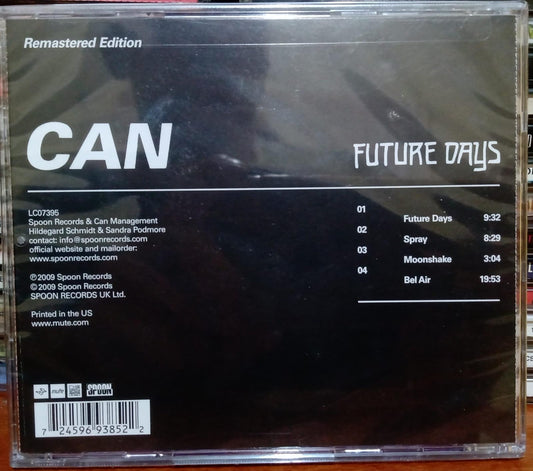 Remastered Edition
CAN
FUTURE DAYS
LC07395
Spoon Records & Can Management
Hildegard Schmidt & Sandra Podmore
contact: info@spoonrecords.com
official website and mailorder:
www.spoonrecords.com
℗2009 Spoon Records
©2009 Spoon Records
SPOON RECORDS UK Ltd.
Printed in the US
www.mute.com
01 Future Days 9:32
02 Spray 8:29
03 Moonshake 3:04
04 Bel Air 19:53
mute
SPOON
7 24596 93852 2